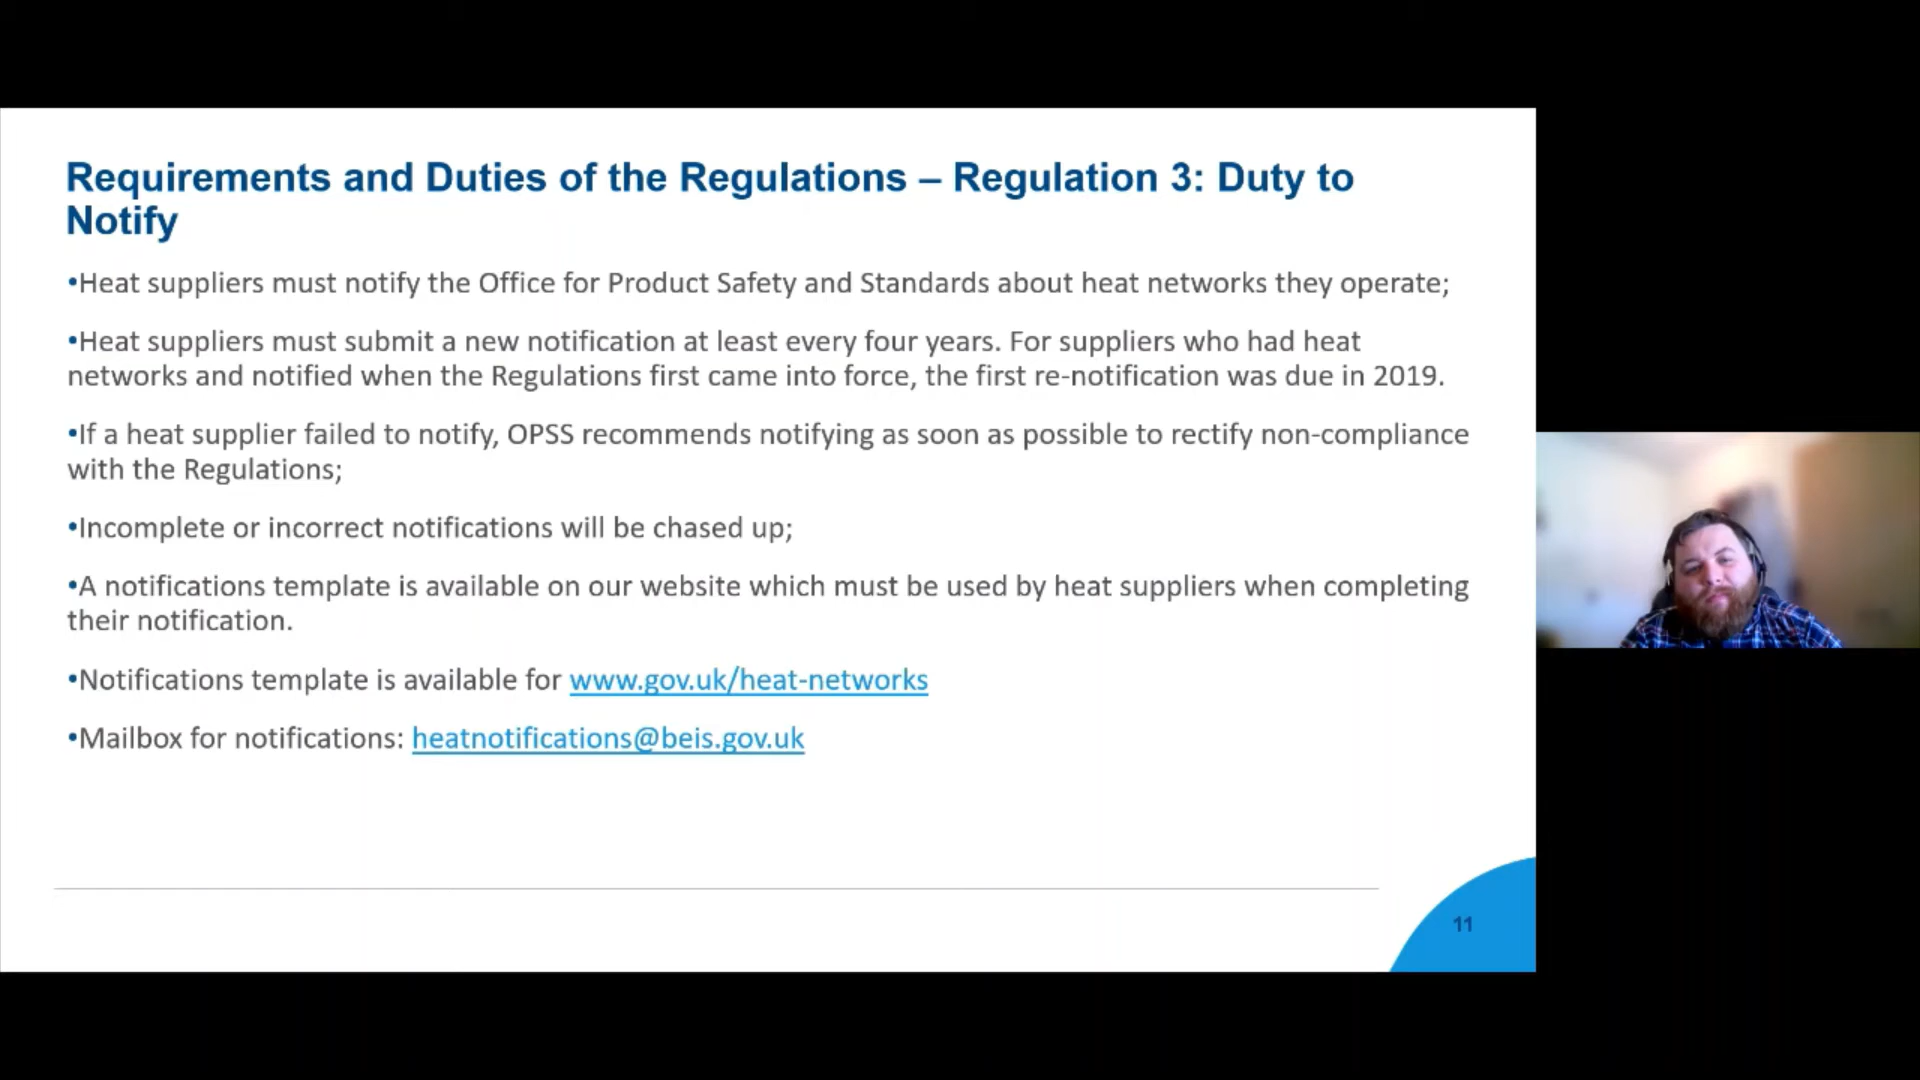 Requirements and Duties of the Regulations – Regulation 3: Duty to
Notify
•Heat suppliers must notify the Office for Product Safety and Standards about heat networks they operate;
•Heat suppliers must submit a new notification at least every four years. For suppliers who had heat
networks and notified when the Regulations first came into force, the first re-notification was due in 2019.
•If a heat supplier failed to notify, OPSS recommends notifying as soon as possible to rectify non-compliance
with the Regulations;
•Incomplete or incorrect notifications will be chased up;
•A notifications template is available on our website which must be used by heat suppliers when completing
their notification.
•Notifications template is available for www.gov.uk/heat-networks
•Mailbox for notifications: heatnotifications@beis.gov.uk
11